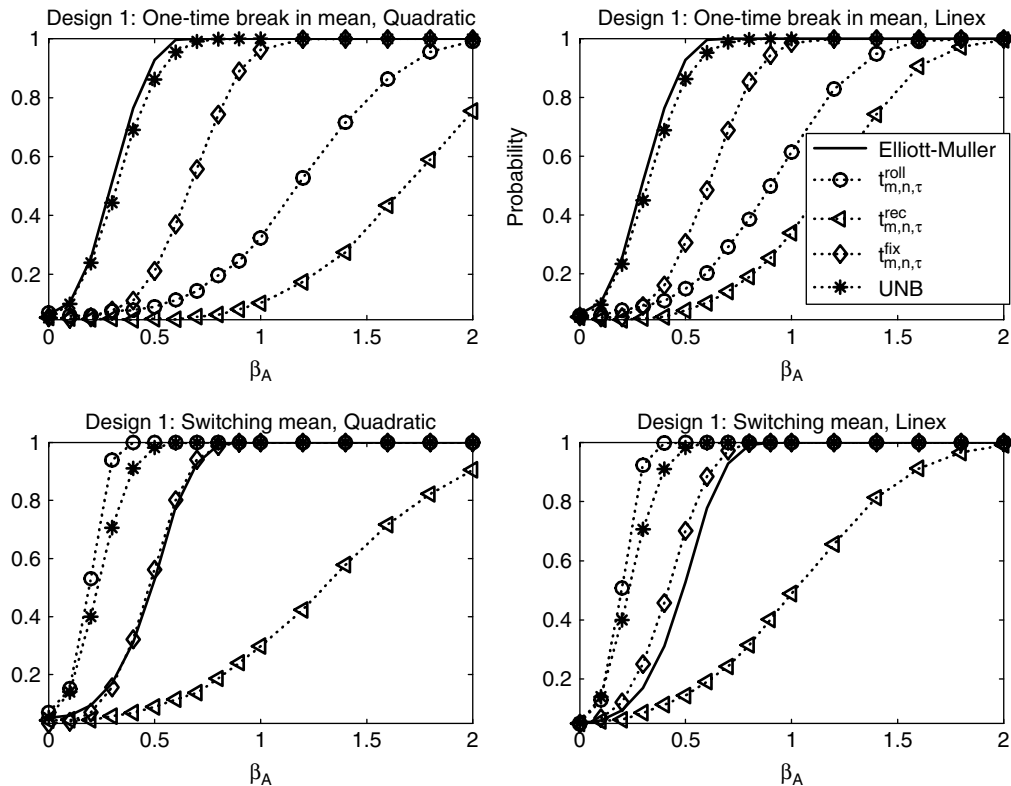 Design 1: One-time break in mean, Quadratic
1
0.8
0.6
0.4
0.2
0 0.5 1 1.5 2
β_A
Design 1: One-time break in mean, Linex
Probability
1
0.8
0.6
0.4
0.2
0 0.5 1 1.5 2
β_A
Elliott-Muller
t^roll_m,n,τ
t^rec_m,n,τ
t^fix_m,n,τ
UNB
Design 1: Switching mean, Quadratic
1
0.8
0.6
0.4
0.2
0 0.5 1 1.5 2
β_A
Design 1: Switching mean, Linex
1
0.8
0.6
0.4
0.2
0 0.5 1 1.5 2
β_A